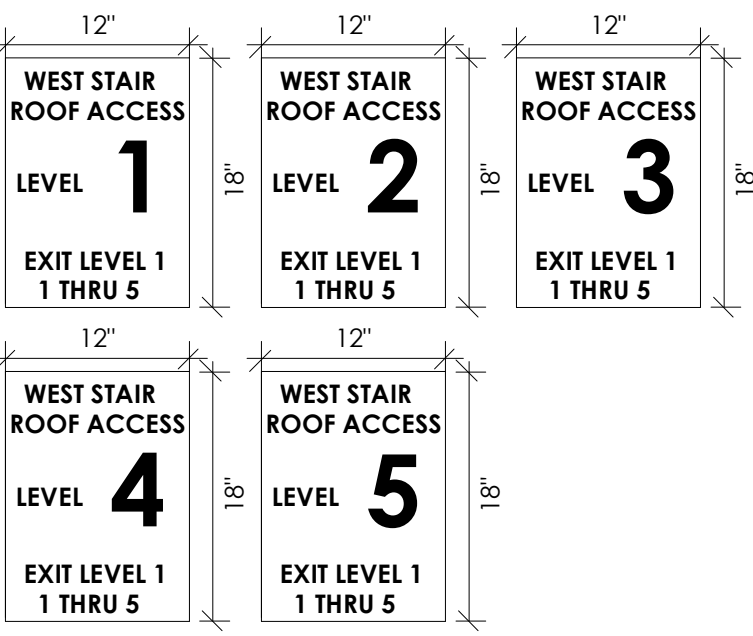 12"
WEST STAIR
ROOF ACCESS
LEVEL 1
18"
EXIT LEVEL 1
1 THRU 5
12"
WEST STAIR
ROOF ACCESS
LEVEL 2
18"
EXIT LEVEL 1
1 THRU 5
12"
WEST STAIR
ROOF ACCESS
LEVEL 3
18"
EXIT LEVEL 1
1 THRU 5
12"
WEST STAIR
ROOF ACCESS
LEVEL 4
18"
EXIT LEVEL 1
1 THRU 5
12"
WEST STAIR
ROOF ACCESS
LEVEL 5
18"
EXIT LEVEL 1
1 THRU 5